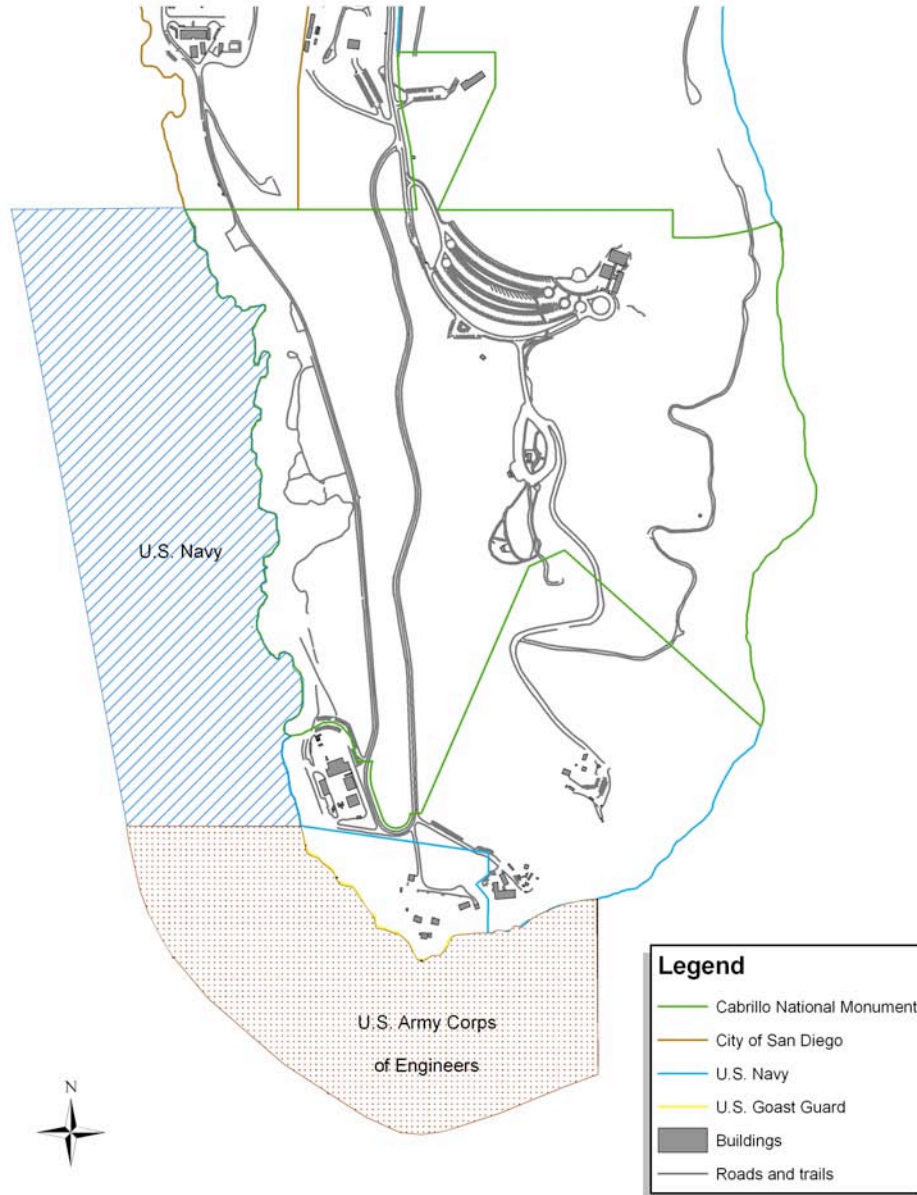 U.S. Navy
U.S. Army Corps
of Engineers
N
Legend
Cabrillo National Monument
City of San Diego
U.S. Navy
U.S. Goast Guard
Buildings
Roads and trails